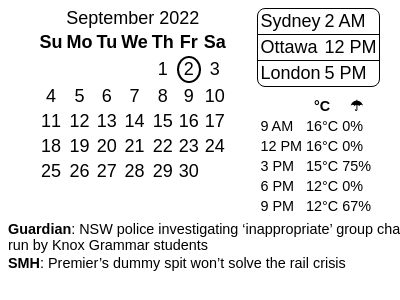 September 2022
Su Mo Tu We Th Fr Sa
1 2 3
4 5 6 7 8 9 10
11 12 13 14 15 16 17
18 19 20 21 22 23 24
25 26 27 28 29 30
Sydney 2 AM
Ottawa 12 PM
London 5 PM
°C ☂
9 AM 16°C 0%
12 PM 16°C 0%
3 PM 15°C 75%
6 PM 12°C 0%
9 PM 12°C 67%
Guardian: NSW police investigating ‘inappropriate’ group cha
run by Knox Grammar students
SMH: Premier’s dummy spit won’t solve the rail crisis